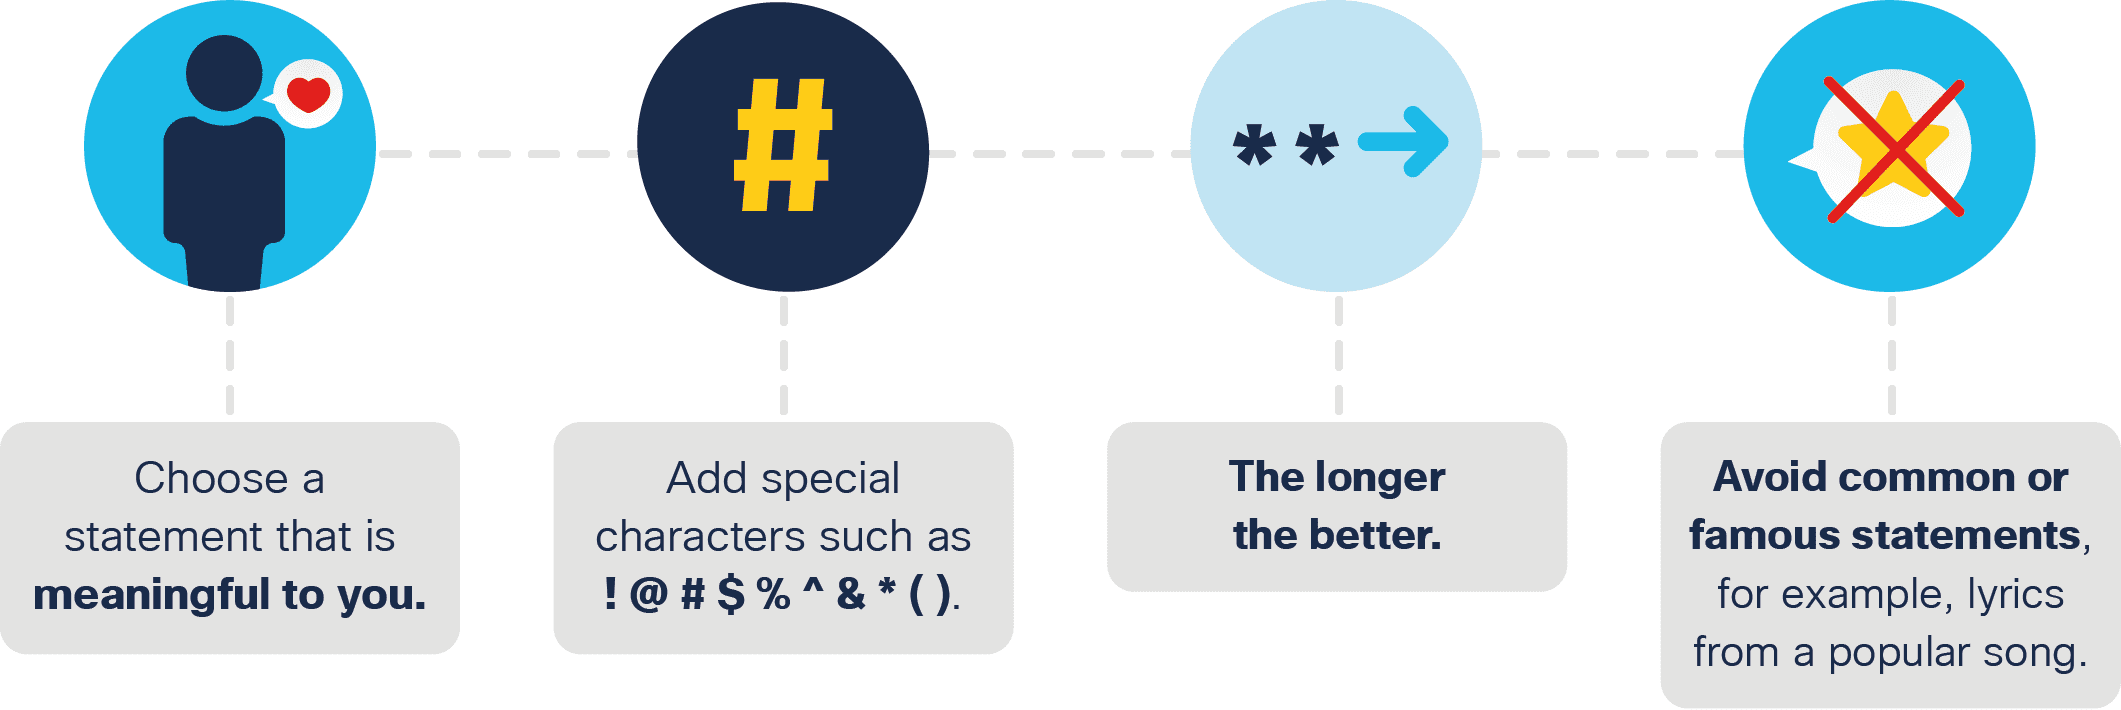 #
**
Choose a
statement that is
meaningful to you.
Add special
characters such as
! @ # $ % ^ & * ( ).
The longer
the better.
Avoid common or
famous statements,
for example, lyrics
from a popular song.